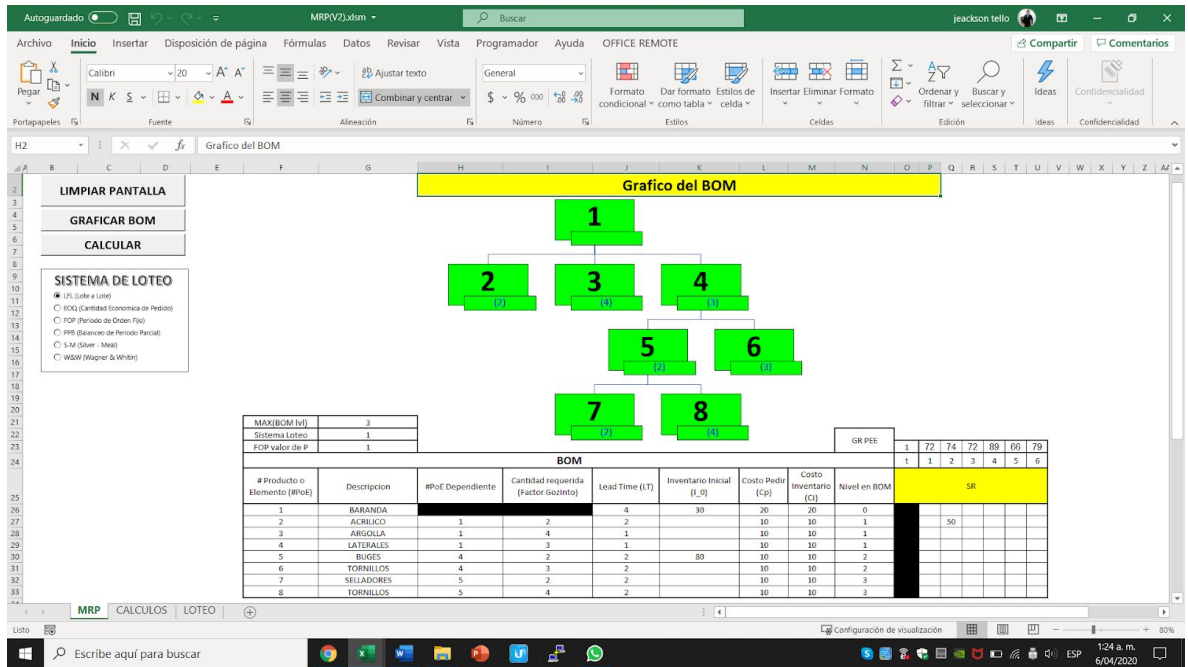 Autoguardado MRP(V2).xlsm Buscar jeackson tello
Archivo Inicio Insertar Disposición de página Fórmulas Datos Revisar Vista Programador Ayuda OFFICE REMOTE Compartir Comentarios
Pegar Calibri 20 A A Ajustar texto General Formato condicional Dar formato como tabla Estilos de celda Insertar Eliminar Formato Ordenar y filtrar Buscar y seleccionar Ideas Confidencialidad
N K S A Combinar y centrar $ % 000
Portapapeles Fuente Alineación Número Estilos Celdas Edición Ideas Confidencialidad
H2 fx Grafico del BOM
A B C D E F G H I J K L M N O P Q R S T U V W X Y Z
LIMPIAR PANTALLA
GRAFICAR BOM
CALCULAR
SISTEMA DE LOTEO
LFL (Lote a Lote)
EOQ (Cantidad Economica de Pedido)
FOP (Periodo de Orden Fijo)
PPB (Balanceo de Periodo Parcial)
S-M (Silver - Meal)
W&W (Wagner & Whitin)
Grafico del BOM
1
2 3 4
(2) (4) (3)
5 6
(2) (3)
7 8
(2) (4)
MAX(BOM lvl) 3
Sistema Loteo 1
FOP valor de P 1
GR PEE 1 72 74 72 89 66 79
BOM t 1 2 3 4 5 6
# Producto o Elemento (#PoE) Descripcion #PoE Dependiente Cantidad requerida (Factor Gozinto) Lead Time (LT) Inventario Inicial (I_0) Costo Pedir (Cp) Costo Inventario (Ci) Nivel en BOM SR
26 1 BARANDA 4 30 20 20 0
27 2 ACRILICO 1 2 2 10 10 1 50
28 3 ARGOLLA 1 4 1 10 10 1
29 4 LATERALES 1 3 1 10 10 1
30 5 BUGES 4 2 2 80 10 10 2
31 6 TORNILLOS 4 3 2 10 10 2
32 7 SELLADORES 5 2 2 10 10 3
33 8 TORNILLOS 5 4 2 10 10 3
MRP CALCULOS LOTEO
Listo Configuración de visualización 80%
Escribe aquí para buscar ESP 1:24 a. m.
6/04/2020